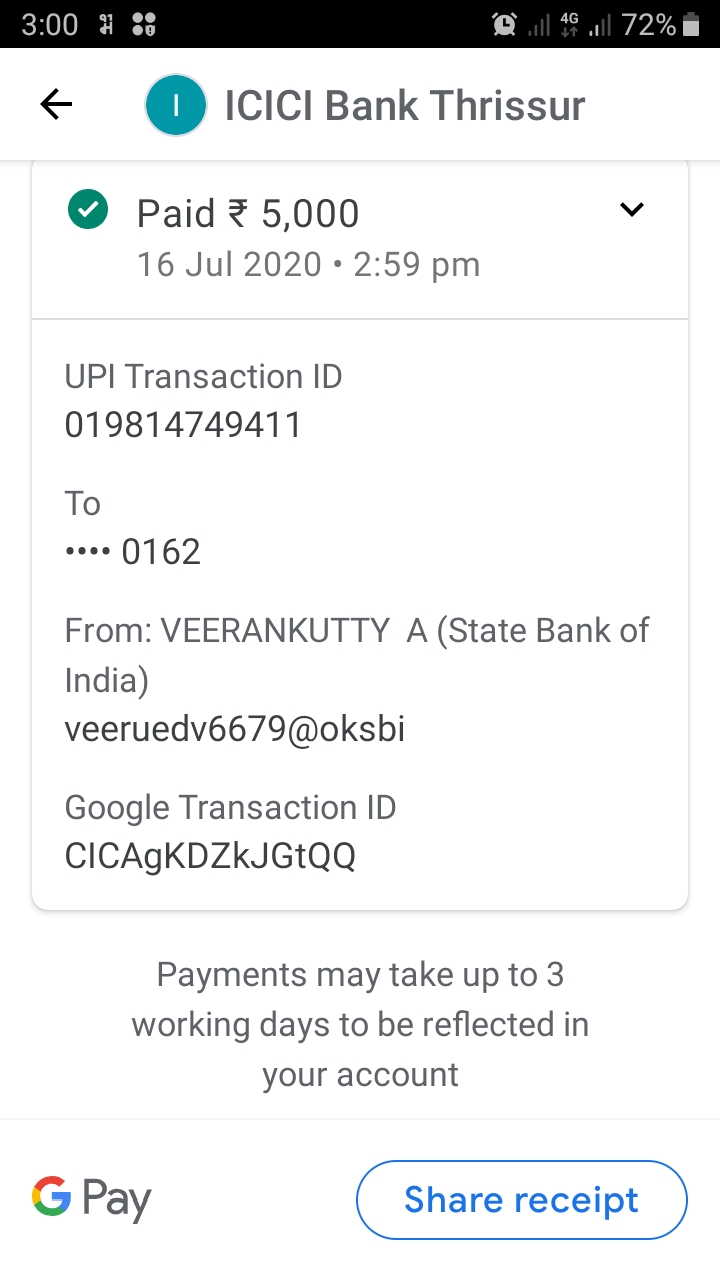 3:00 4G 72%
I ICICI Bank Thrissur
Paid ₹ 5,000
16 Jul 2020 • 2:59 pm
UPI Transaction ID
019814749411
To
•••• 0162
From: VEERANKUTTY A (State Bank of
India)
veeruedv6679@oksbi
Google Transaction ID
CICAgKDZkJGtQQ
Payments may take up to 3
working days to be reflected in
your account
G Pay
Share receipt